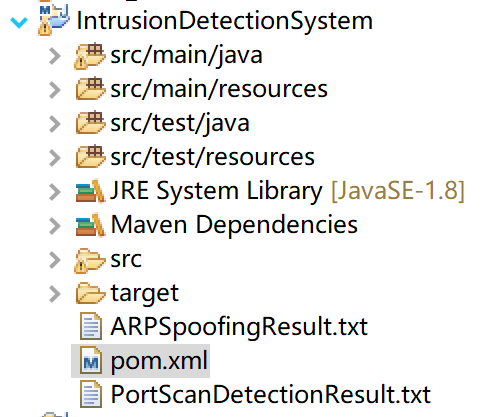 IntrusionDetectionSystem
src/main/java
src/main/resources
src/test/java
src/test/resources
JRE System Library [JavaSE-1.8]
Maven Dependencies
src
target
ARPSpoofingResult.txt
pom.xml
PortScanDetectionResult.txt